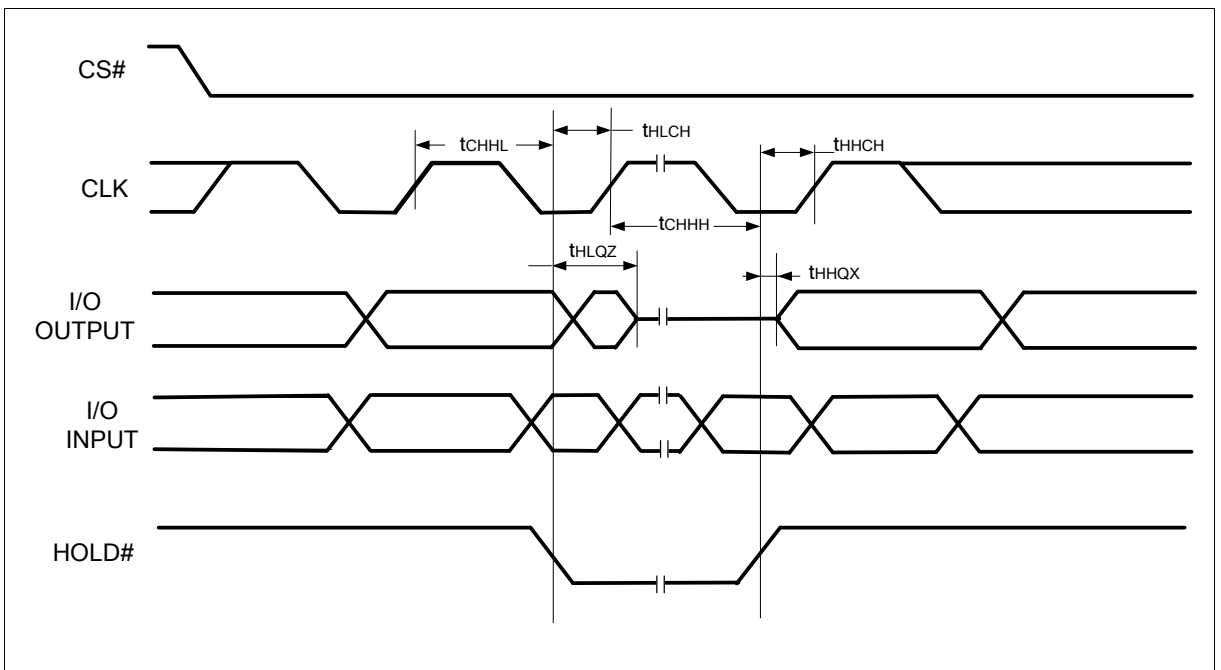 CS#
tCHHL
tHLCH
tHHCH
CLK
tCHHH
tHLQZ
tHHQX
I/O
OUTPUT
I/O
INPUT
HOLD#